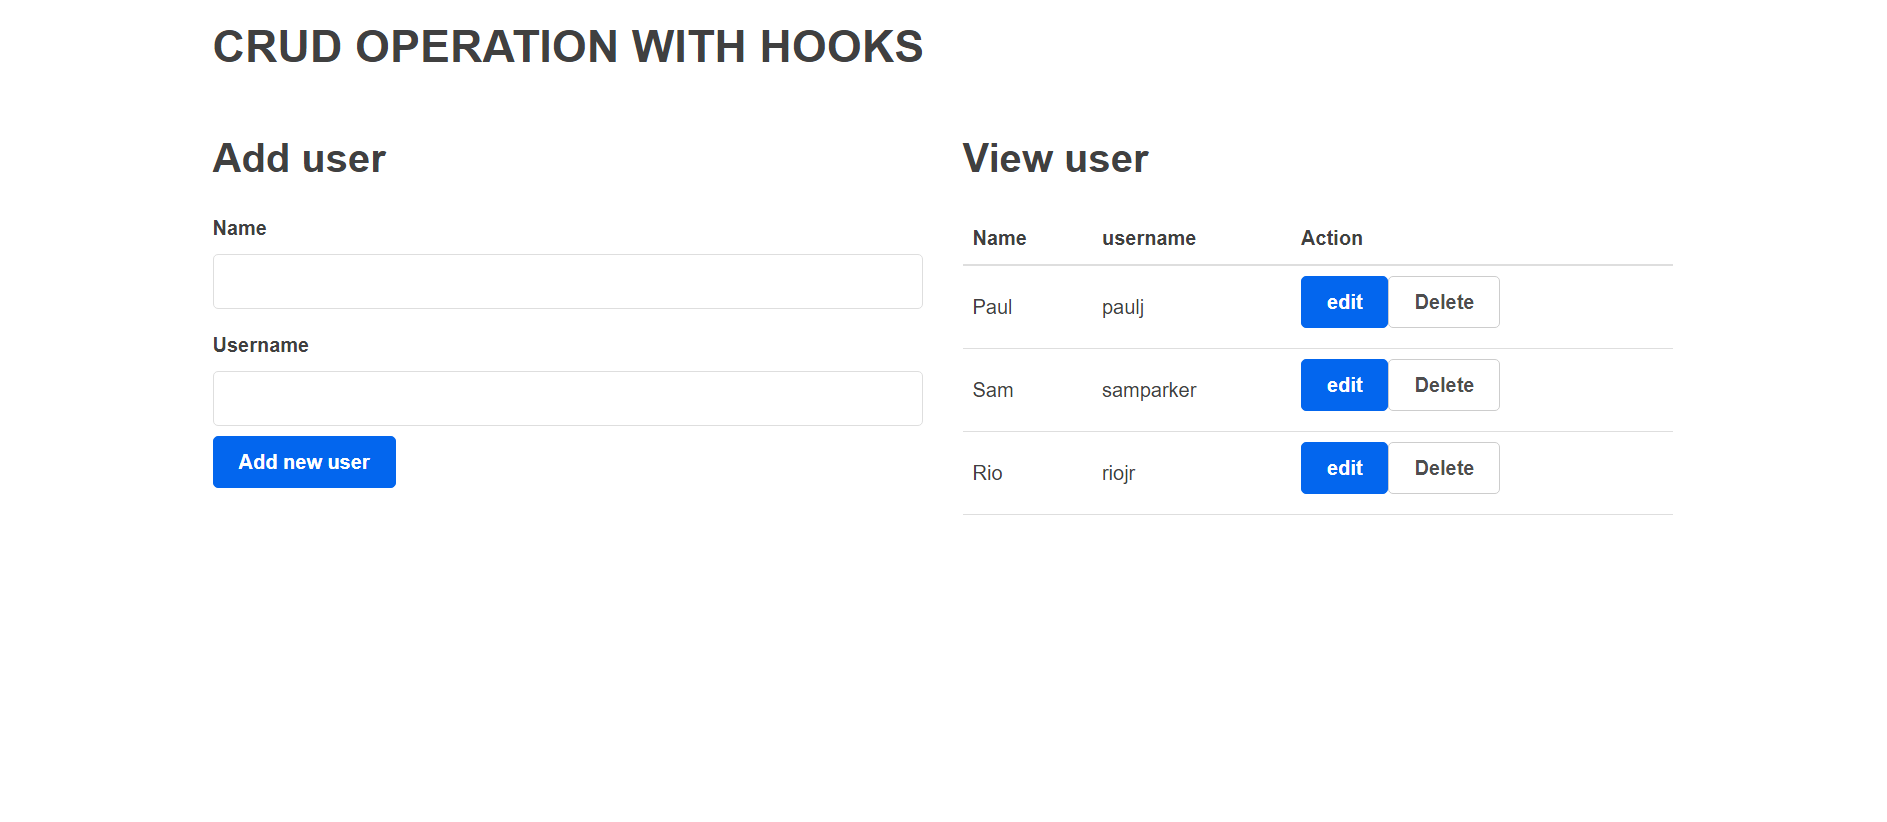 CRUD OPERATION WITH HOOKS
Add user
Name
Username
Add new user
View user
Name username Action
Paul paulj edit Delete
Sam samparker edit Delete
Rio riojr edit Delete